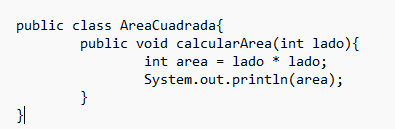 public class AreaCuadrada{
        public void calcularArea(int lado){
                int area = lado * lado;
                System.out.println(area);
        }
}